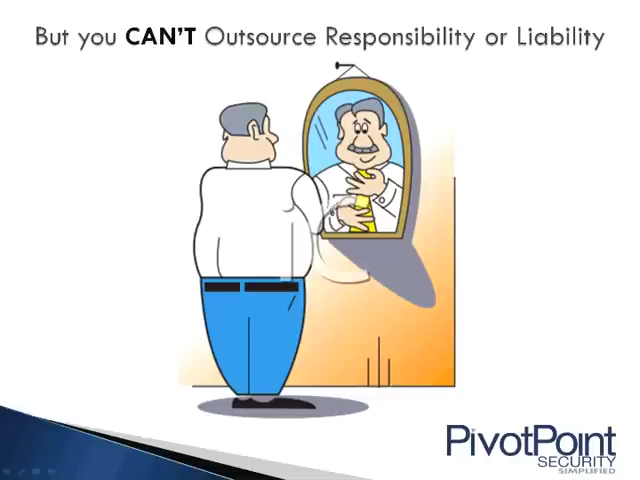 But you CAN'T Outsource Responsibility or Liability
PivotPoint
SECURITY
SIMPLIFIED